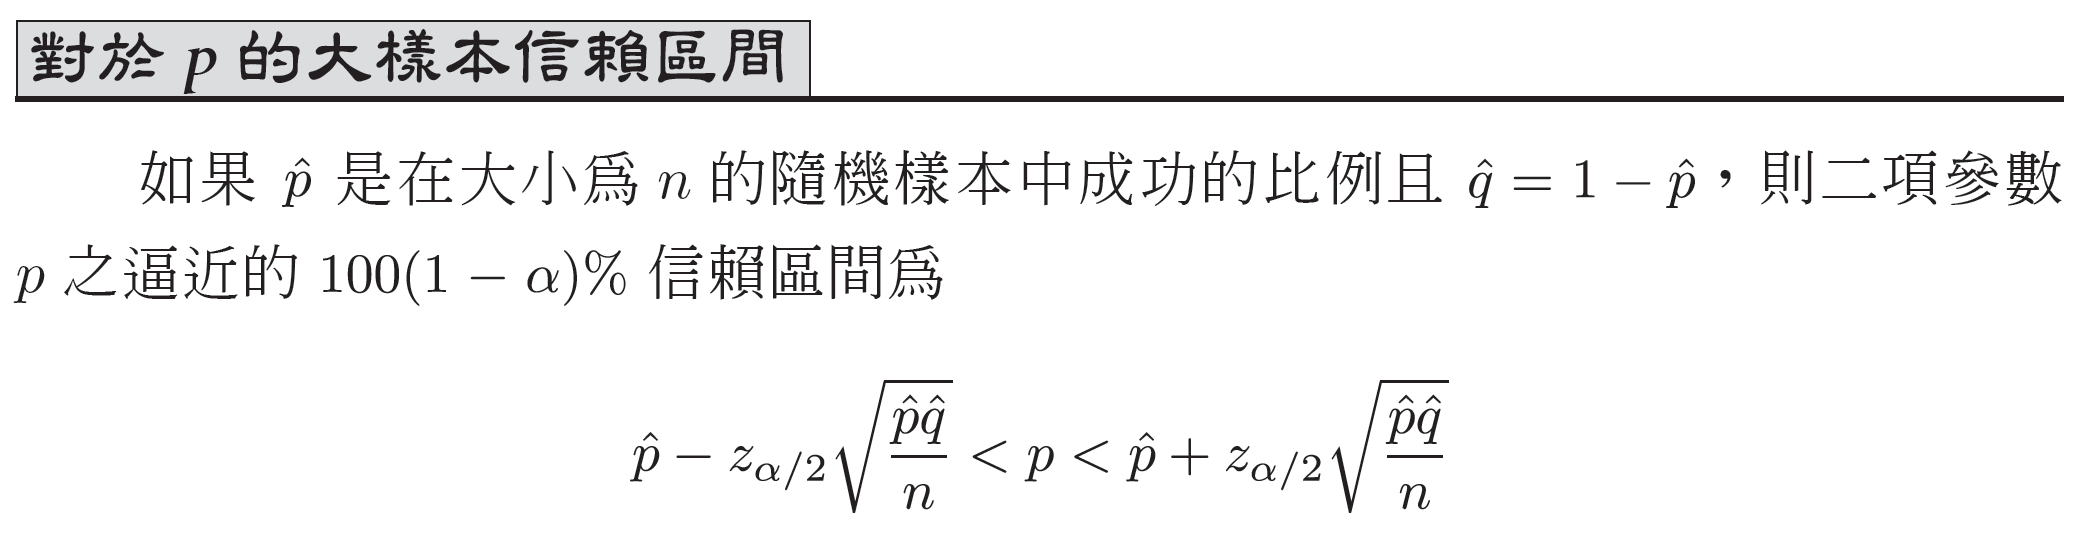 對於 p 的大樣本信賴區間
如果 p̂ 是在大小爲 n 的隨機樣本中成功的比例且 q̂ = 1 − p̂，則二項參數
p 之逼近的 100(1 − α)% 信賴區間爲
p̂ − z_{α/2}√(p̂q̂/n) < p < p̂ + z_{α/2}√(p̂q̂/n)